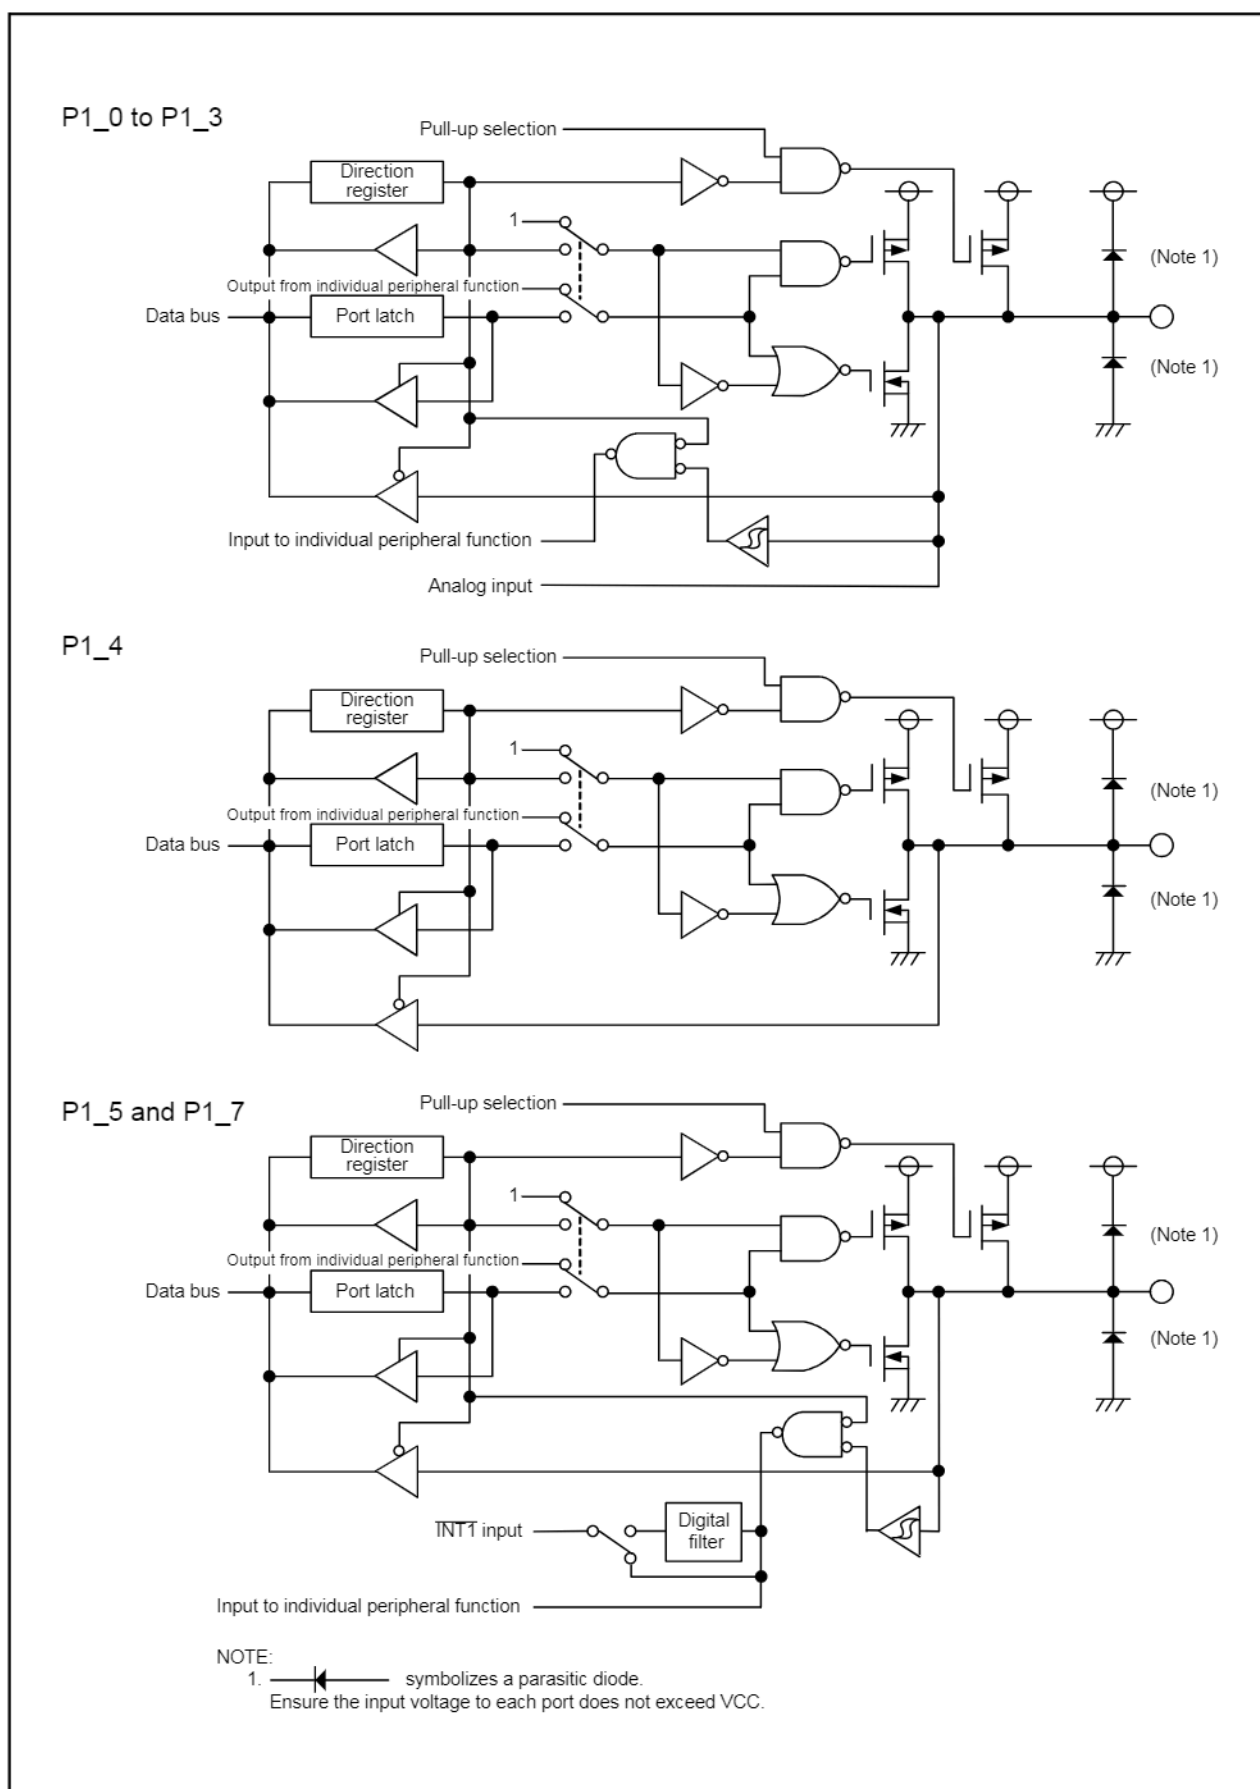 P1_0 to P1_3
Pull-up selection
Direction
register
1
Output from individual peripheral function
Data bus
Port latch
(Note 1)
(Note 1)
Input to individual peripheral function
Analog input
P1_4
Pull-up selection
Direction
register
1
Output from individual peripheral function
Data bus
Port latch
(Note 1)
(Note 1)
P1_5 and P1_7
Pull-up selection
Direction
register
1
Output from individual peripheral function
Data bus
Port latch
(Note 1)
(Note 1)
INT1 input
Digital
filter
Input to individual peripheral function
NOTE:
1. symbolizes a parasitic diode.
Ensure the input voltage to each port does not exceed VCC.